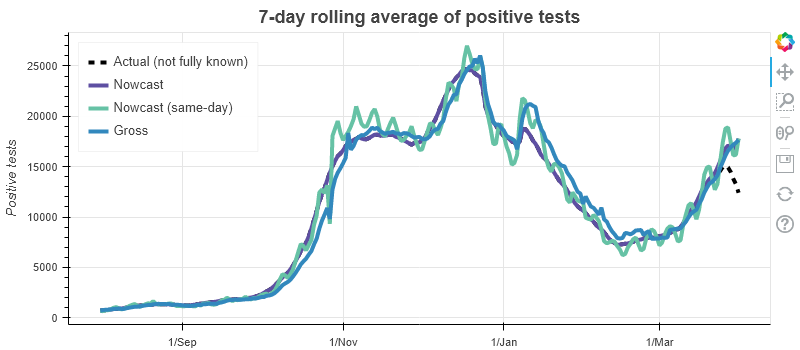 7-day rolling average of positive tests
Actual (not fully known)
Nowcast
Nowcast (same-day)
Gross
Positive tests
25000
20000
15000
10000
5000
0
1/Sep
1/Nov
1/Jan
1/Mar